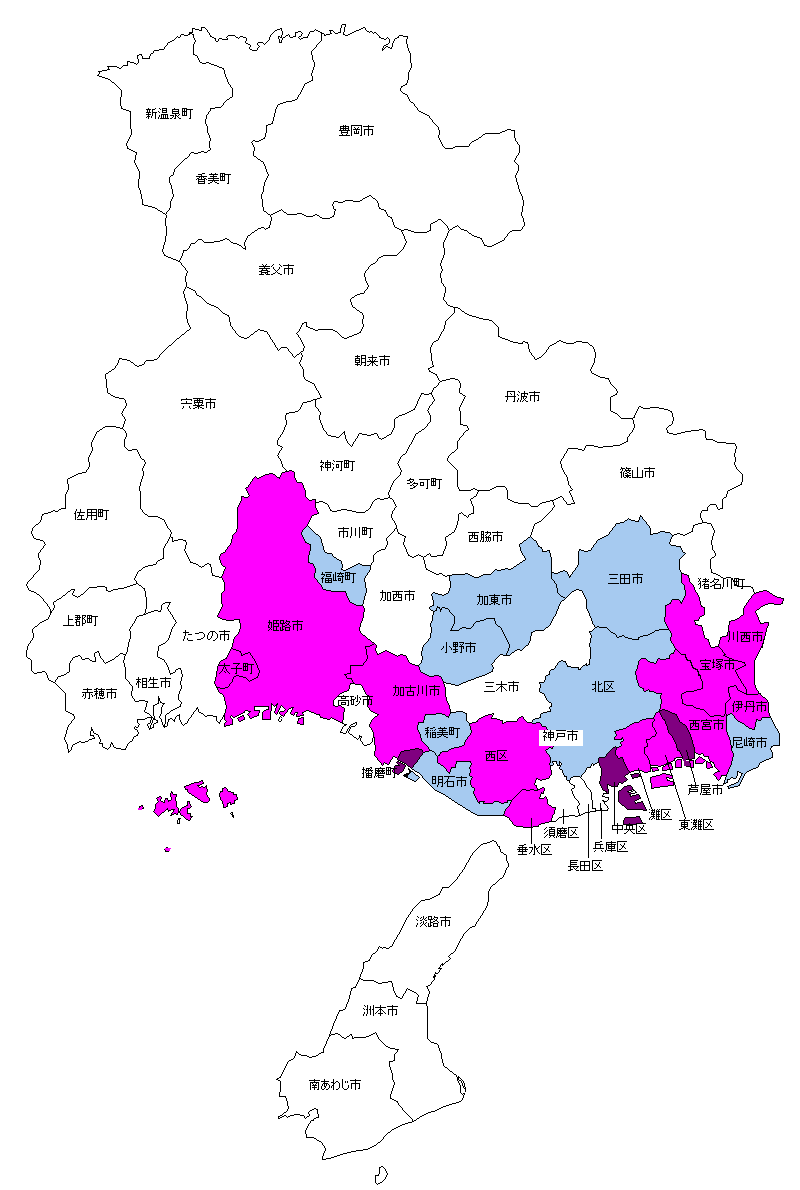 新温泉町
豊岡市
香美町
養父市
朝来市
丹波市
宍粟市
神河町
篠山市
多可町
佐用町
市川町
西脇市
福崎町
三田市
猪名川町
加西市
加東市
上郡町
姫路市
たつの市
川西市
小野市
太子町
宝塚市
相生市
三木市
北区
赤穂市
加古川市
高砂市
伊丹市
西宮市
稲美町
神戸市
尼崎市
西区
播磨町
明石市
芦屋市
灘区
東灘区
中央区
須磨区
兵庫区
垂水区
長田区
淡路市
洲本市
南あわじ市